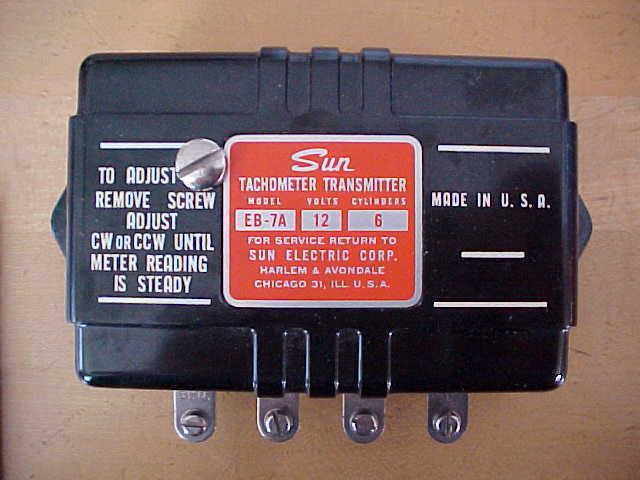 TO ADJUST
REMOVE SCREW
ADJUST
CW OR CCW UNTIL
METER READING
IS STEADY
Sun
TACHOMETER TRANSMITTER
MODEL VOLTS CYLINDERS
EB-7A 12 6
FOR SERVICE RETURN TO
SUN ELECTRIC CORP.
HARLEM & AVONDALE
CHICAGO 31, ILL U.S.A.
MADE IN U.S.A.